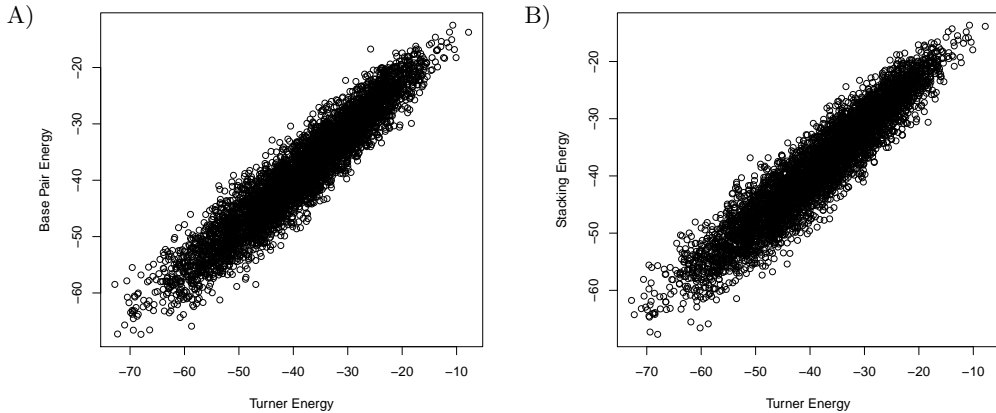 A)
−20
−30
−40
−50
−60
Base Pair Energy
−70 −60 −50 −40 −30 −20 −10
Turner Energy
B)
−20
−30
−40
−50
−60
Stacking Energy
−70 −60 −50 −40 −30 −20 −10
Turner Energy